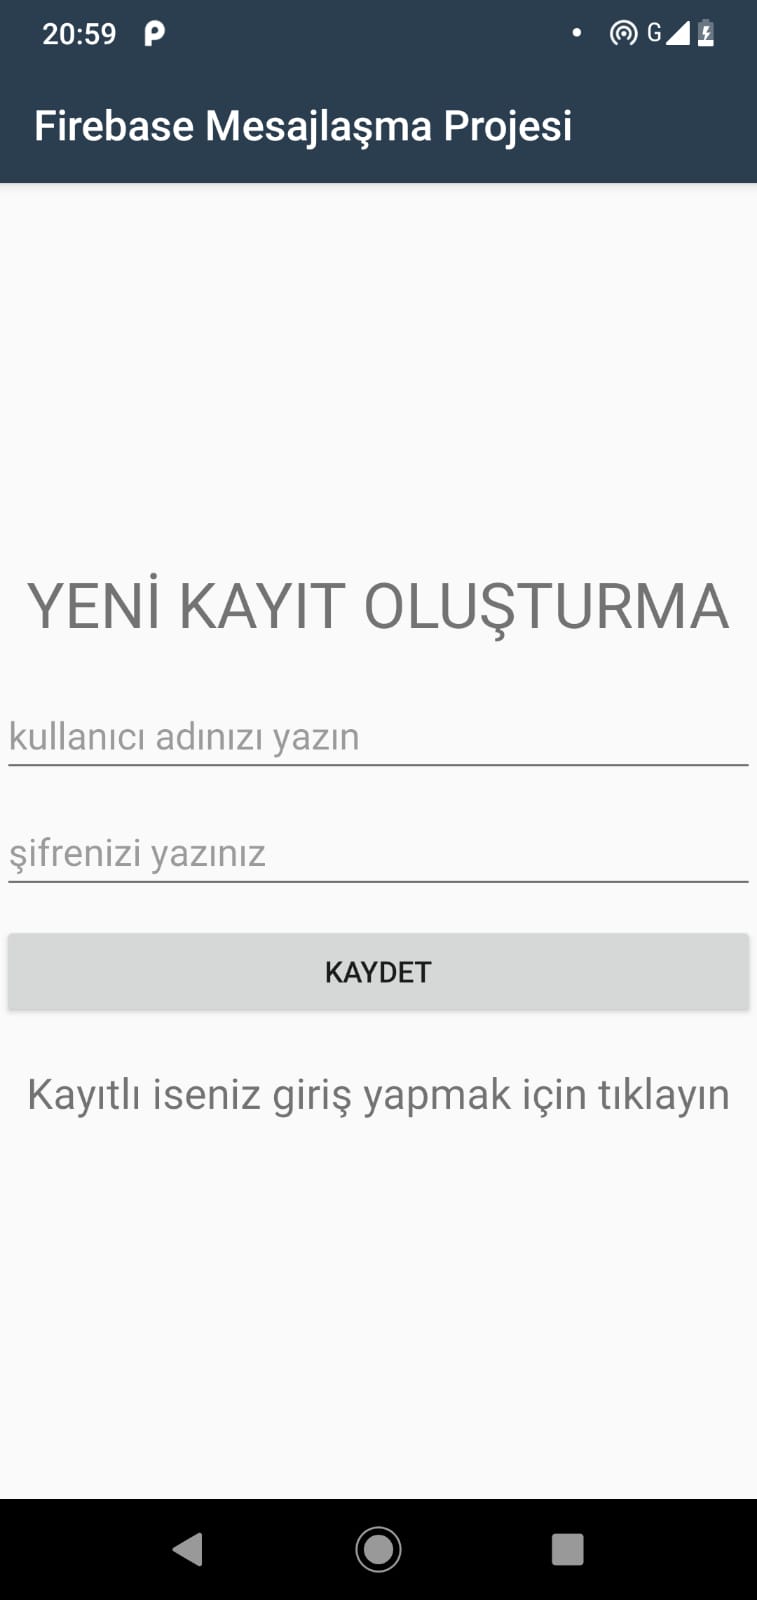 20:59
G
Firebase Mesajlaşma Projesi
YENİ KAYIT OLUŞTURMA
kullanıcı adınızı yazın
şifrenizi yazınız
KAYDET
Kayıtlı iseniz giriş yapmak için tıklayın